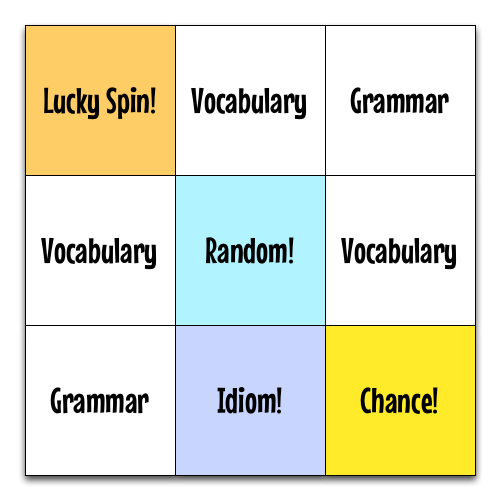 Lucky Spin!
Vocabulary
Grammar
Vocabulary
Random!
Vocabulary
Grammar
Idiom!
Chance!